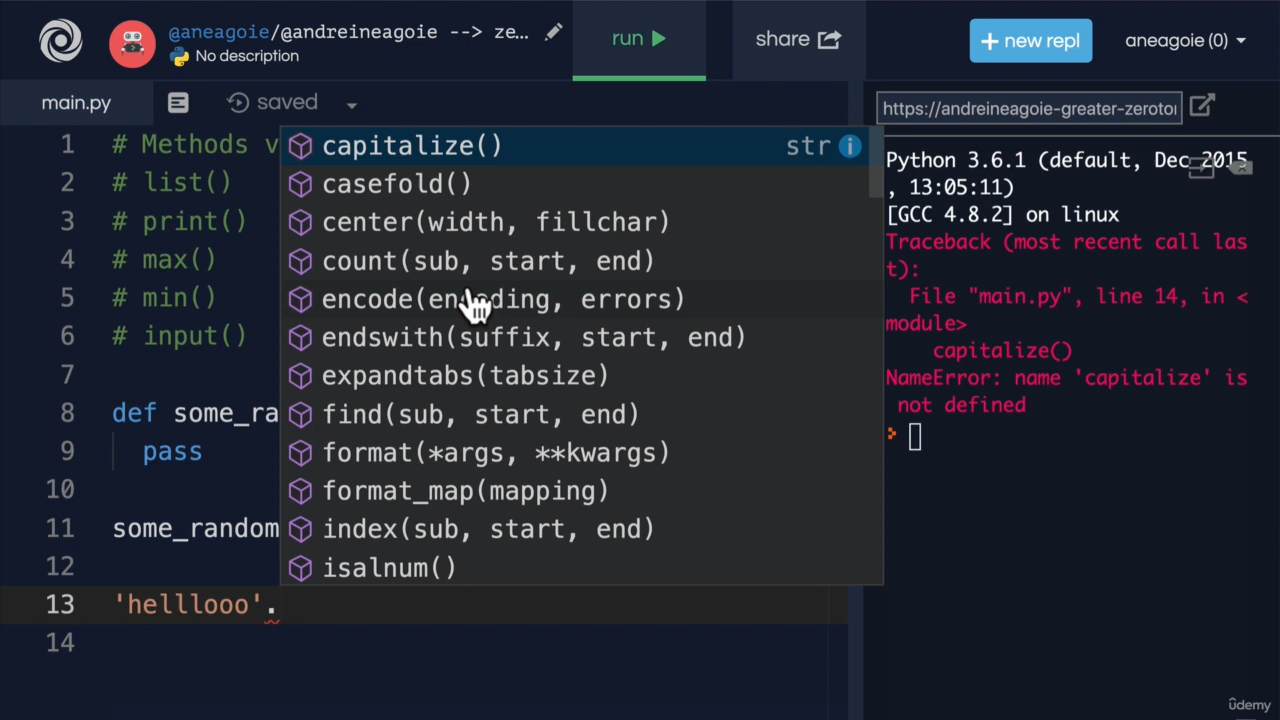 @aneagoie/@andreineagoie --> ze...
No description
run
share
+ new repl
aneagoie (0)
main.py
saved
https://andreineagoie-greater-zeroto
1 # Methods v
2 # list()
3 # print()
4 # max()
5 # min()
6 # input()
7
8 def some_ra
9 pass
10
11 some_random
12
13 'helllooo'.
14
capitalize() str
casefold()
center(width, fillchar)
count(sub, start, end)
encode(encoding, errors)
endswith(suffix, start, end)
expandtabs(tabsize)
find(sub, start, end)
format(*args, **kwargs)
format_map(mapping)
index(sub, start, end)
isalnum()
Python 3.6.1 (default, Dec 2015
, 13:05:11)
[GCC 4.8.2] on linux
Traceback (most recent call las
t):
File "main.py", line 14, in <
module>
capitalize()
NameError: name 'capitalize' is
not defined
ûdemy